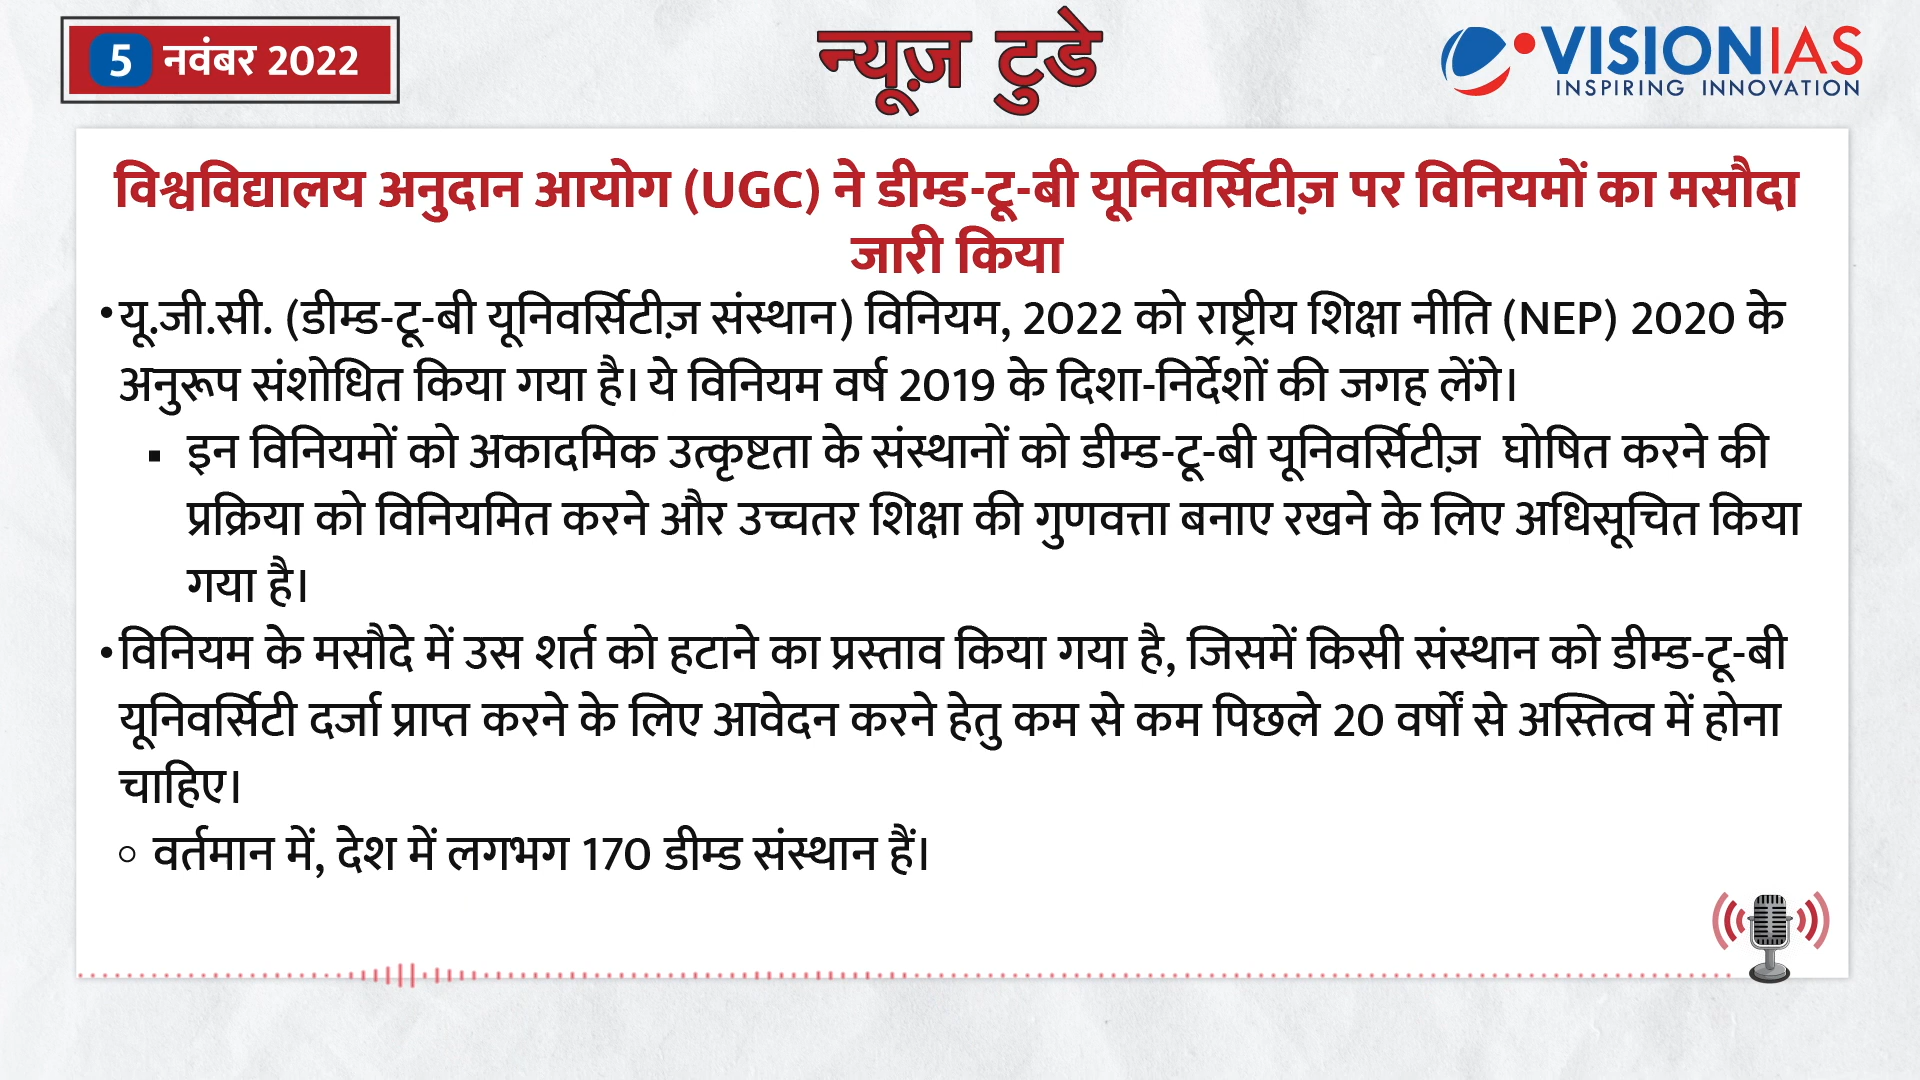 5 नवंबर 2022
न्यूज़ टुडे
VISIONIAS
INSPIRING INNOVATION
विश्वविद्यालय अनुदान आयोग (UGC) ने डीम्ड-टू-बी यूनिवर्सिटीज़ पर विनियमों का मसौदा
जारी किया
•यू.जी.सी. (डीम्ड-टू-बी यूनिवर्सिटीज़ संस्थान) विनियम, 2022 को राष्ट्रीय शिक्षा नीति (NEP) 2020 के
अनुरूप संशोधित किया गया है। ये विनियम वर्ष 2019 के दिशा-निर्देशों की जगह लेंगे।
▪ इन विनियमों को अकादमिक उत्कृष्टता के संस्थानों को डीम्ड-टू-बी यूनिवर्सिटीज़ घोषित करने की
प्रक्रिया को विनियमित करने और उच्चतर शिक्षा की गुणवत्ता बनाए रखने के लिए अधिसूचित किया
गया है।
•विनियम के मसौदे में उस शर्त को हटाने का प्रस्ताव किया गया है, जिसमें किसी संस्थान को डीम्ड-टू-बी
यूनिवर्सिटी दर्जा प्राप्त करने के लिए आवेदन करने हेतु कम से कम पिछले 20 वर्षों से अस्तित्व में होना
चाहिए।
○ वर्तमान में, देश में लगभग 170 डीम्ड संस्थान हैं।